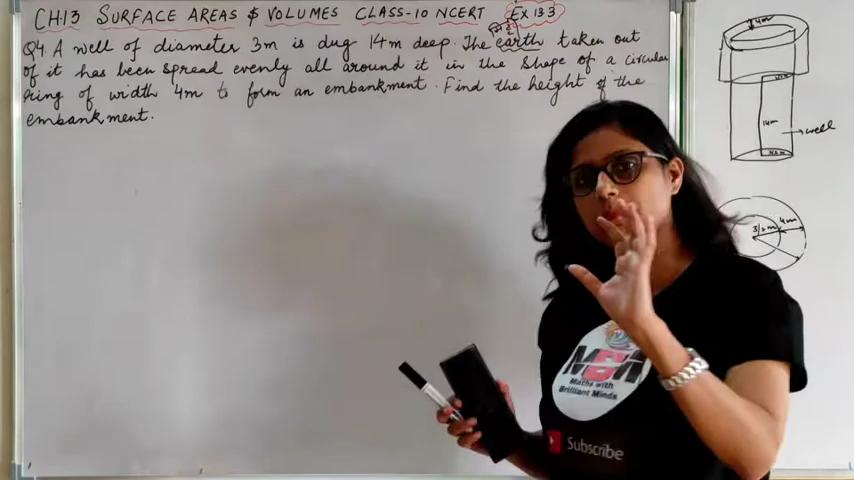 CH13 SURFACE AREAS & VOLUMES CLASS-10 NCERT Ex 13.3
Q4 A well of diameter 3m is dug 14m deep. The earth taken out
of it has been spread evenly all around it in the shape of a circular
Ring of width 4m to form an embankment. Find the height of the
embankment.
4m
14m
well
3/2 m
4m
MBM
Maths with
Brilliant Minds
Subscribe